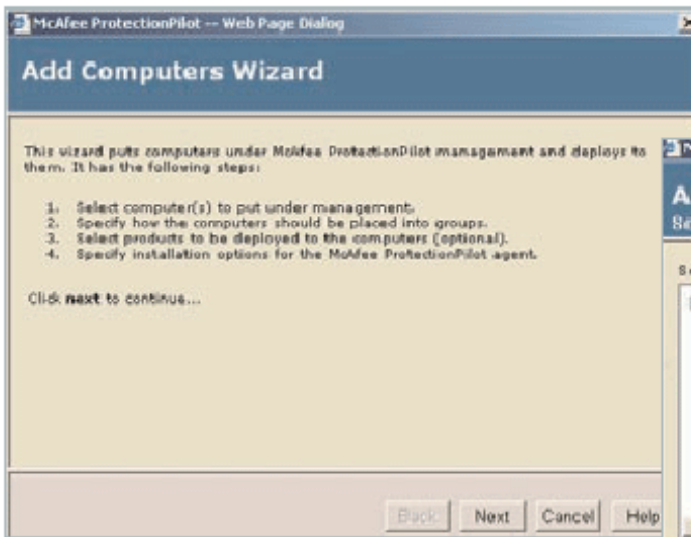 McAfee ProtectionPilot -- Web Page Dialog
Add Computers Wizard
This wizard puts computers under McAfee ProtectionPilot management and deploys to
them. It has the following steps:
1. Select computer(s) to put under management.
2. Specify how the computers should be placed into groups.
3. Select products to be deployed to the computers (optional).
4. Specify installation options for the McAfee ProtectionPilot agent.
Click next to continue...
Back Next Cancel Help